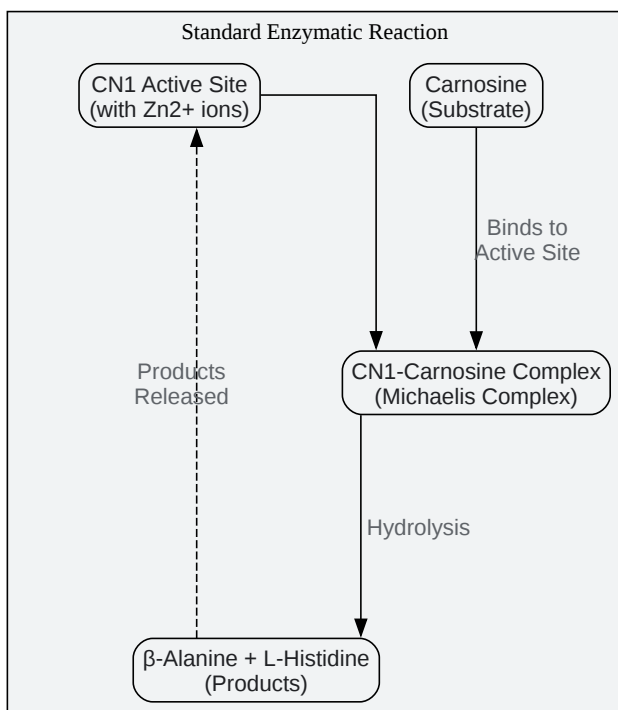 Standard Enzymatic Reaction
CN1 Active Site
(with Zn2+ ions)
Carnosine
(Substrate)
Binds to
Active Site
CN1-Carnosine Complex
(Michaelis Complex)
Products
Released
Hydrolysis
β-Alanine + L-Histidine
(Products)